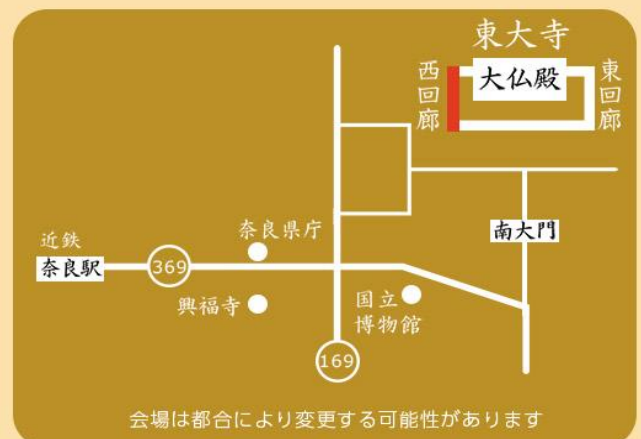 東大寺
大仏殿
西回廊
東回廊
南大門
奈良県庁
近鉄
奈良駅
369
興福寺
国立
博物館
169
会場は都合により変更する可能性があります